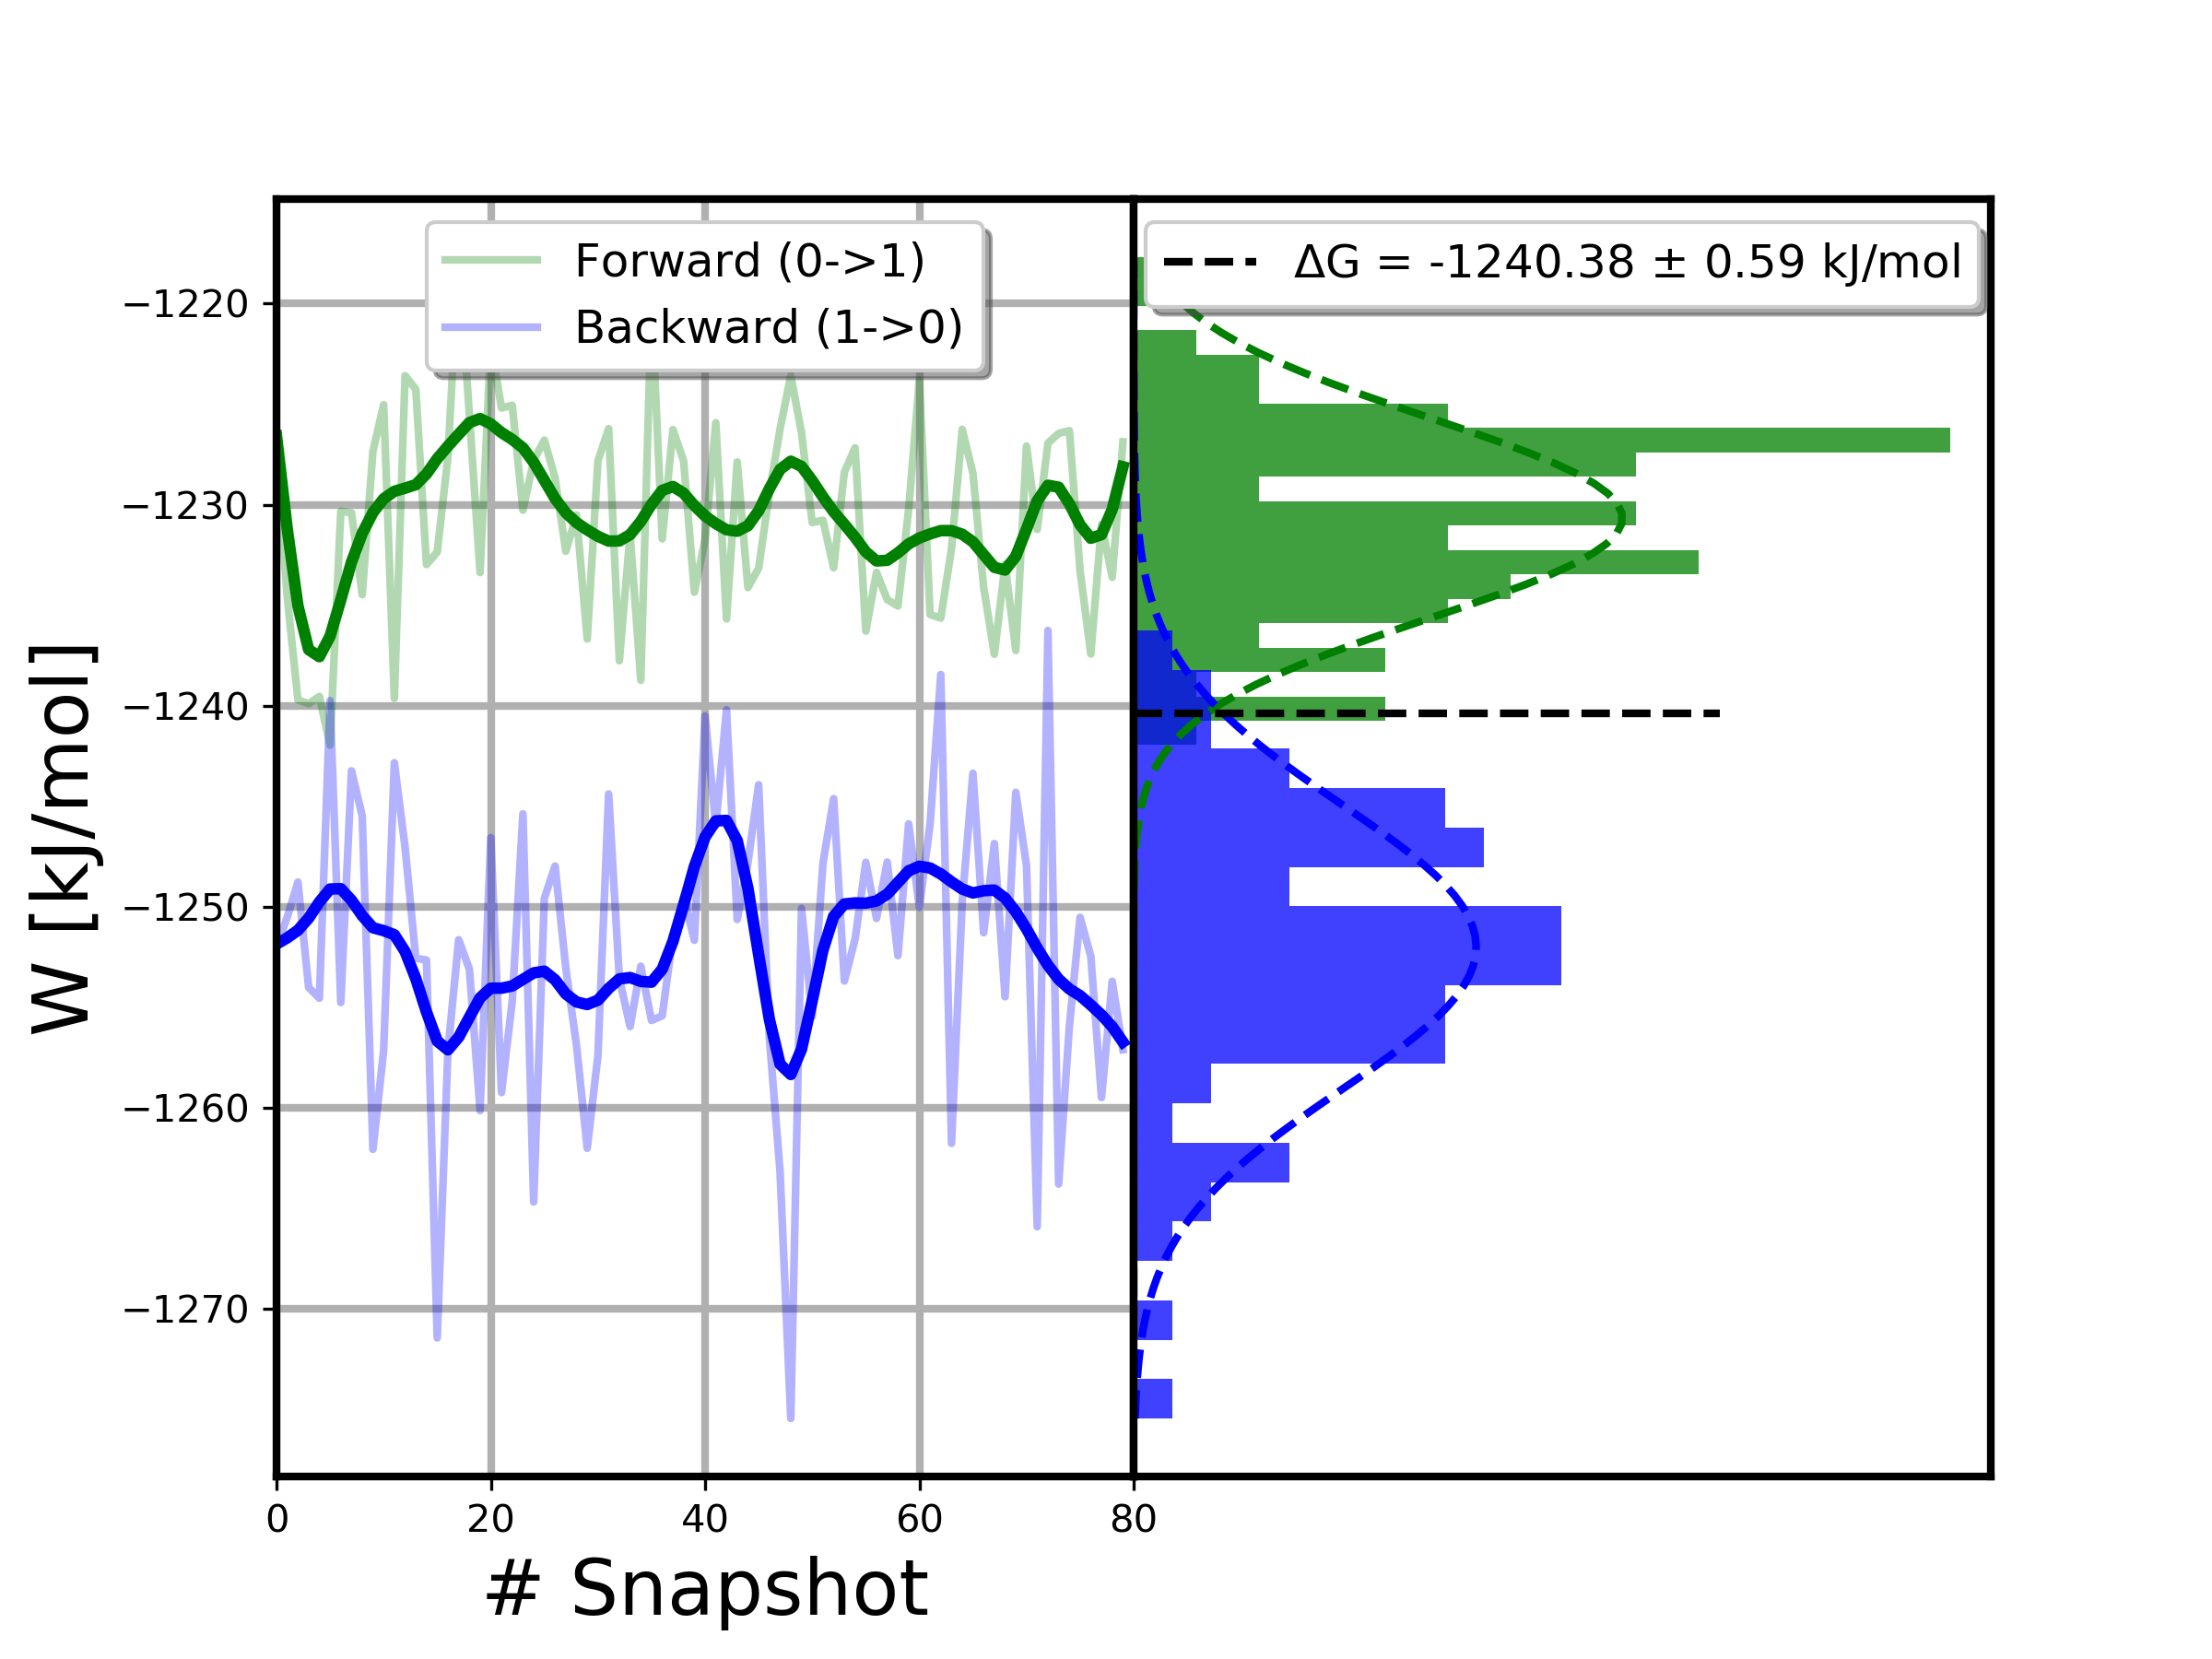 Forward (0->1)
Backward (1->0)
ΔG = -1240.38 ± 0.59 kJ/mol
W [kJ/mol]
−1220
−1230
−1240
−1250
−1260
−1270
0 20 40 60 80
# Snapshot